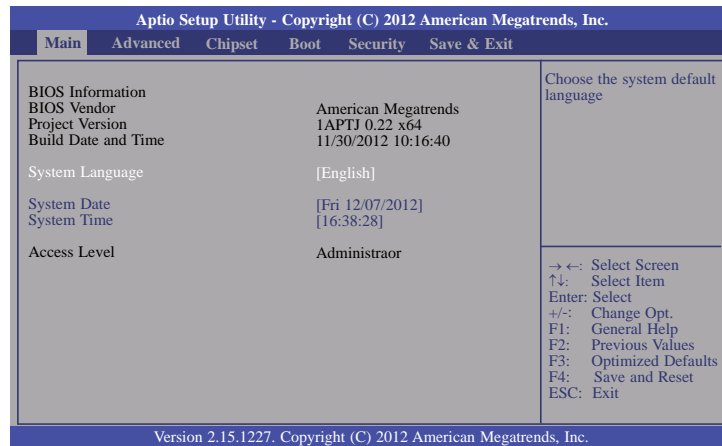 Aptio Setup Utility - Copyright (C) 2012 American Megatrends, Inc.
Main Advanced Chipset Boot Security Save & Exit
BIOS Information
BIOS Vendor American Megatrends
Project Version 1APTJ 0.22 x64
Build Date and Time 11/30/2012 10:16:40
System Language [English]
System Date [Fri 12/07/2012]
System Time [16:38:28]
Access Level Administraor
Choose the system default
language
→ ←: Select Screen
↑↓: Select Item
Enter: Select
+/-: Change Opt.
F1: General Help
F2: Previous Values
F3: Optimized Defaults
F4: Save and Reset
ESC: Exit
Version 2.15.1227. Copyright (C) 2012 American Megatrends, Inc.